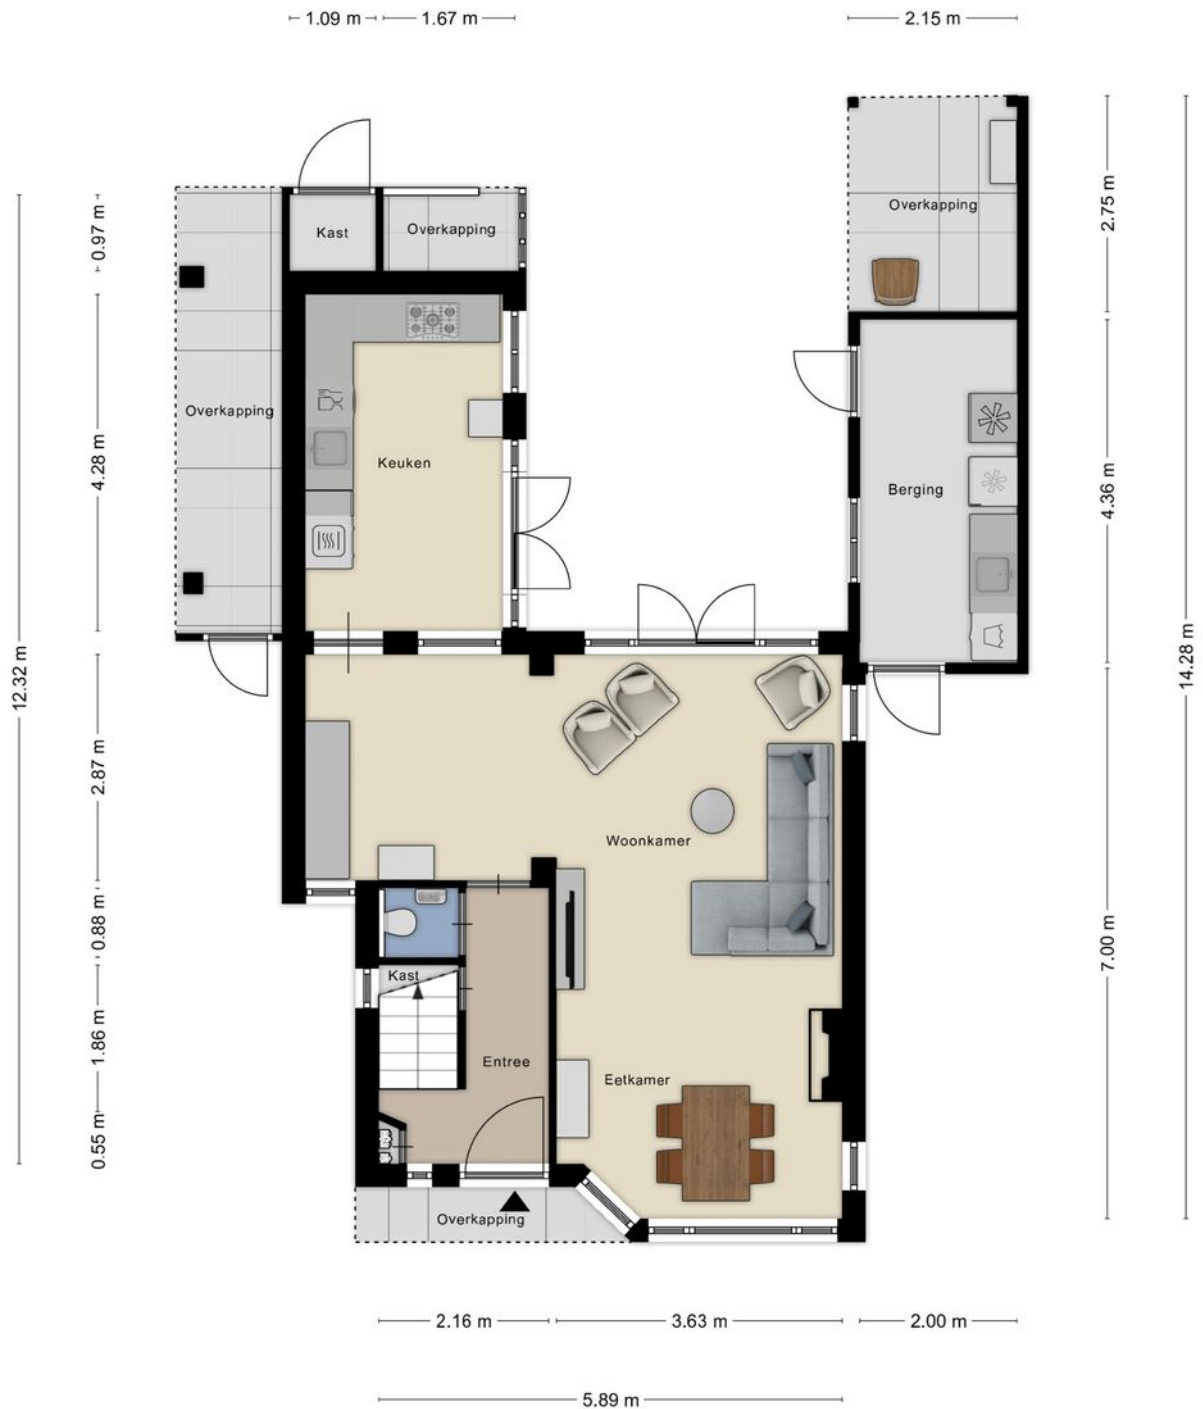 1.09 m
1.67 m
2.15 m
0.97 m
2.75 m
Kast
Overkapping
Overkapping
Overkapping
4.28 m
Keuken
Berging
4.36 m
12.32 m
14.28 m
2.87 m
Woonkamer
0.88 m
7.00 m
Kast
1.86 m
Entree
Eetkamer
0.55 m
Overkapping
2.16 m
3.63 m
2.00 m
5.89 m